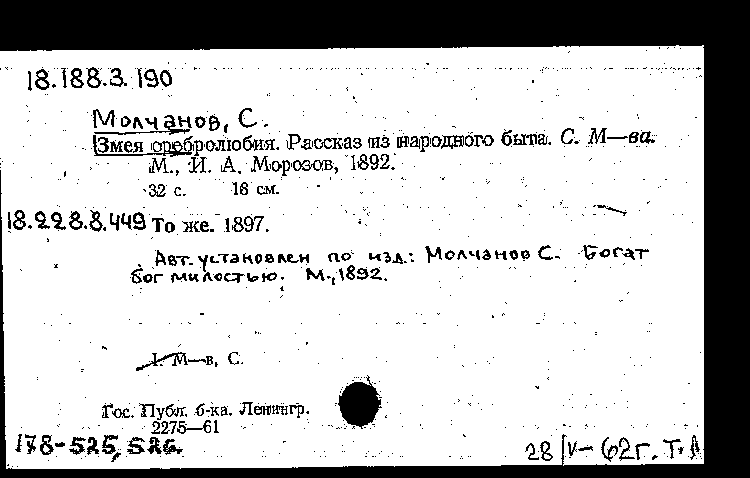 18.188.3.190
Молчанов, С.
Змея сребролюбия. Рассказ из народного быта. С. М—ва.
М., И. А. Морозов, 1892.
32 с. 16 см.
18.228.8.449 То же. 1897.
Авт. установлен по изд.: Молчанов С. Богат
бог милостью. М., 1892.
1. М—в, С.
Гос. Публ. б-ка. Ленингр.
2275—61
178-525, 526.
28/V-62г. Т.А